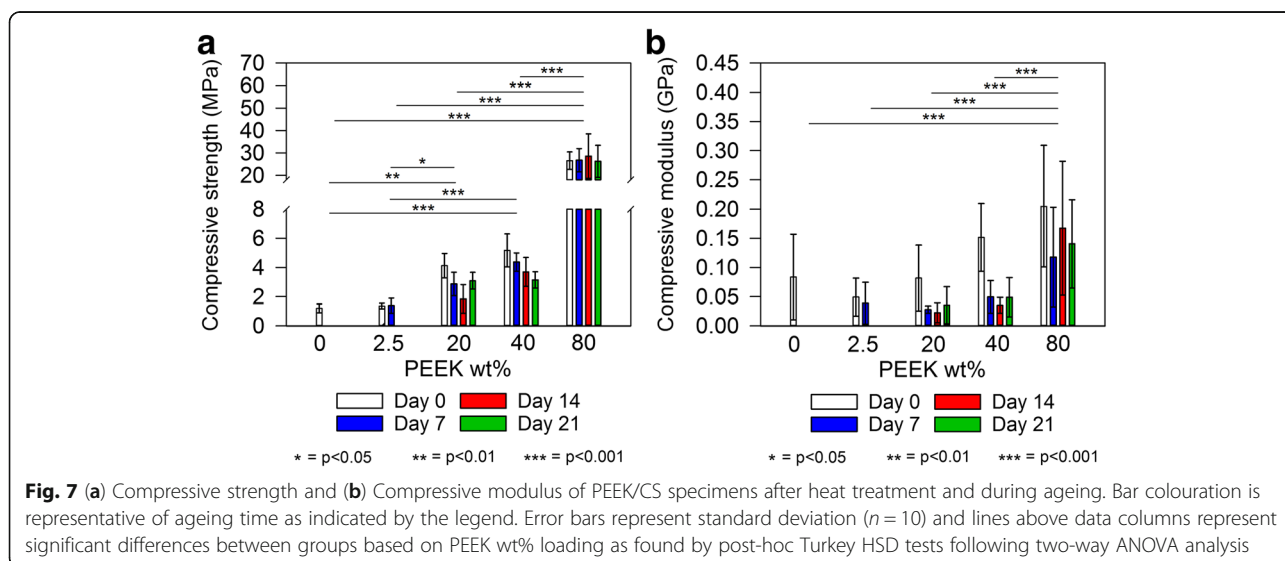 a
70
60
50
40
30
20
8
6
4
2
0
Compressive strength (MPa)
***
***
***
***
*
**
***
***
0 2.5 20 40 80
PEEK wt%
Day 0 Day 14
Day 7 Day 21
* = p<0.05 ** = p<0.01 *** = p<0.001
b
0.45
0.40
0.35
0.30
0.25
0.20
0.15
0.10
0.05
0.00
Compressive modulus (GPa)
***
***
***
***
0 2.5 20 40 80
PEEK wt%
Day 0 Day 14
Day 7 Day 21
* = p<0.05 ** = p<0.01 *** = p<0.001
Fig. 7 (a) Compressive strength and (b) Compressive modulus of PEEK/CS specimens after heat treatment and during ageing. Bar colouration is
representative of ageing time as indicated by the legend. Error bars represent standard deviation (n = 10) and lines above data columns represent
significant differences between groups based on PEEK wt% loading as found by post-hoc Turkey HSD tests following two-way ANOVA analysis